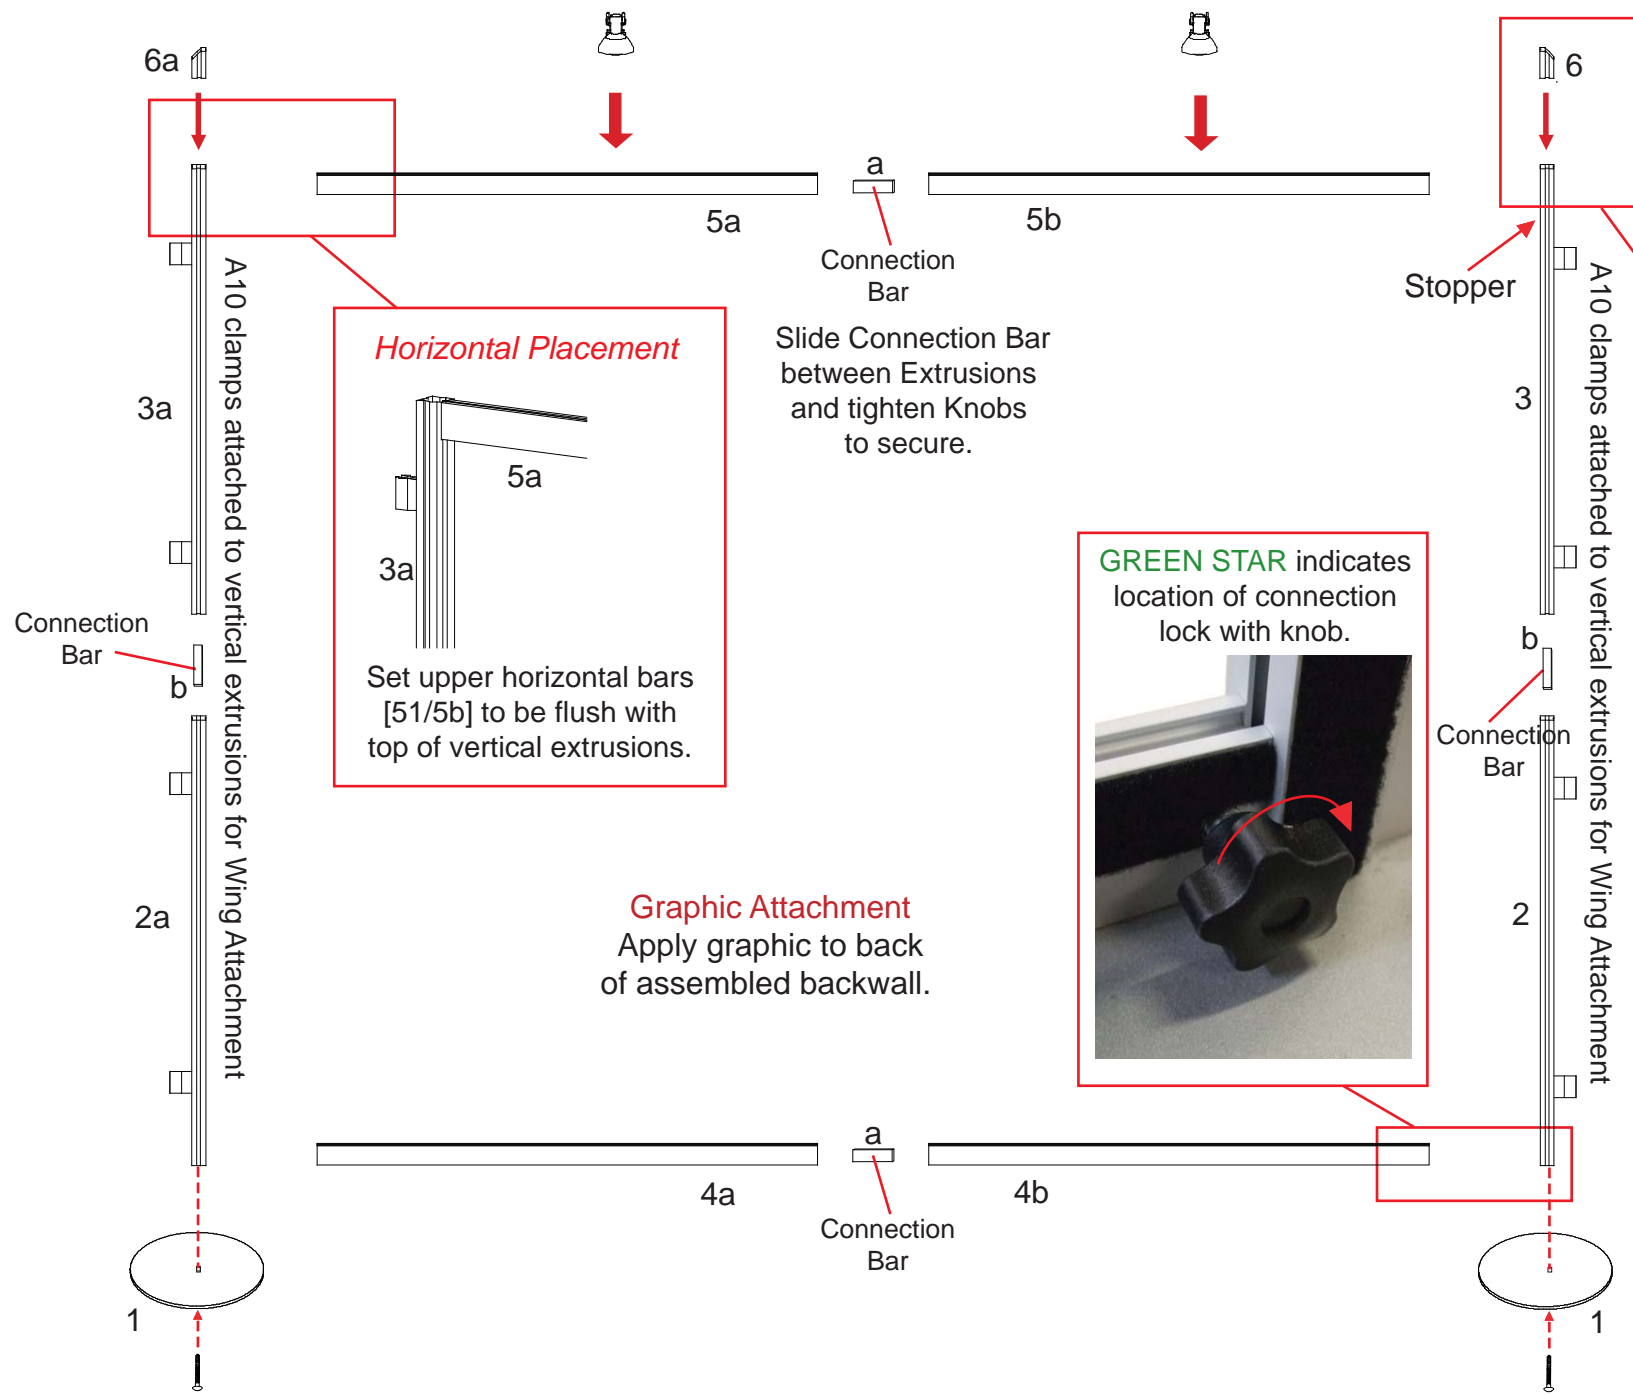 6a
6
a
5a
5b
Connection
Bar
Stopper
Slide Connection Bar
between Extrusions
and tighten Knobs
to secure.
A10 clamps attached to vertical extrusions for Wing Attachment
Horizontal Placement
5a
3a
Set upper horizontal bars
[51/5b] to be flush with
top of vertical extrusions.
3a
3
A10 clamps attached to vertical extrusions for Wing Attachment
GREEN STAR indicates
location of connection
lock with knob.
Connection
Bar
b
b
Connection
Bar
2a
2
Graphic Attachment
Apply graphic to back
of assembled backwall.
a
4a
4b
Connection
Bar
1
1